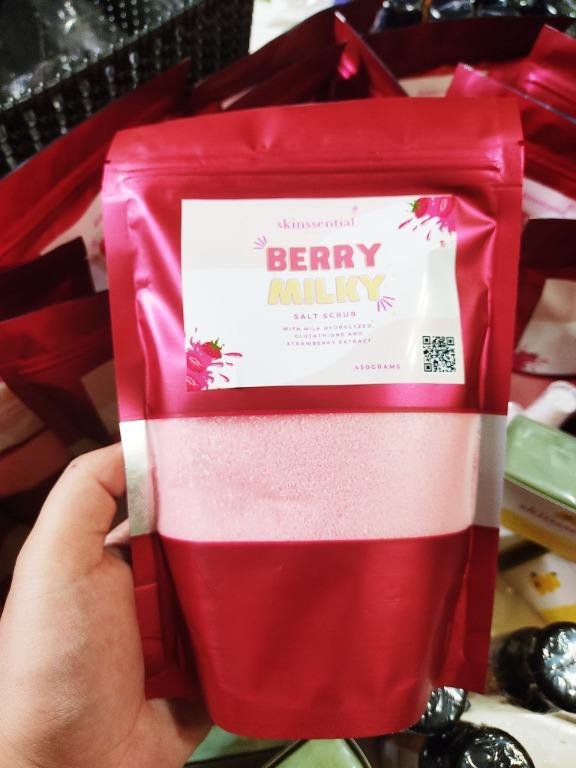 skinssential.
BERRY
MILKY
SALT SCRUB
WITH MILK HYDROLYZED,
GLUTATHIONE AND
STRAWBERRY EXTRACT
450GRAMS